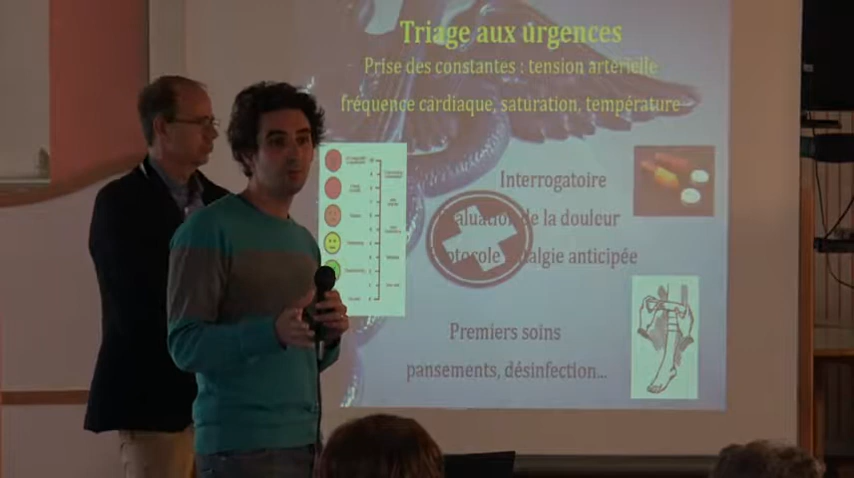 Triage aux urgences
Prise des constantes : tension artérielle
fréquence cardiaque, saturation, température
Interrogatoire
de la douleur
anticipée
Premiers soins
pansements, désinfection...